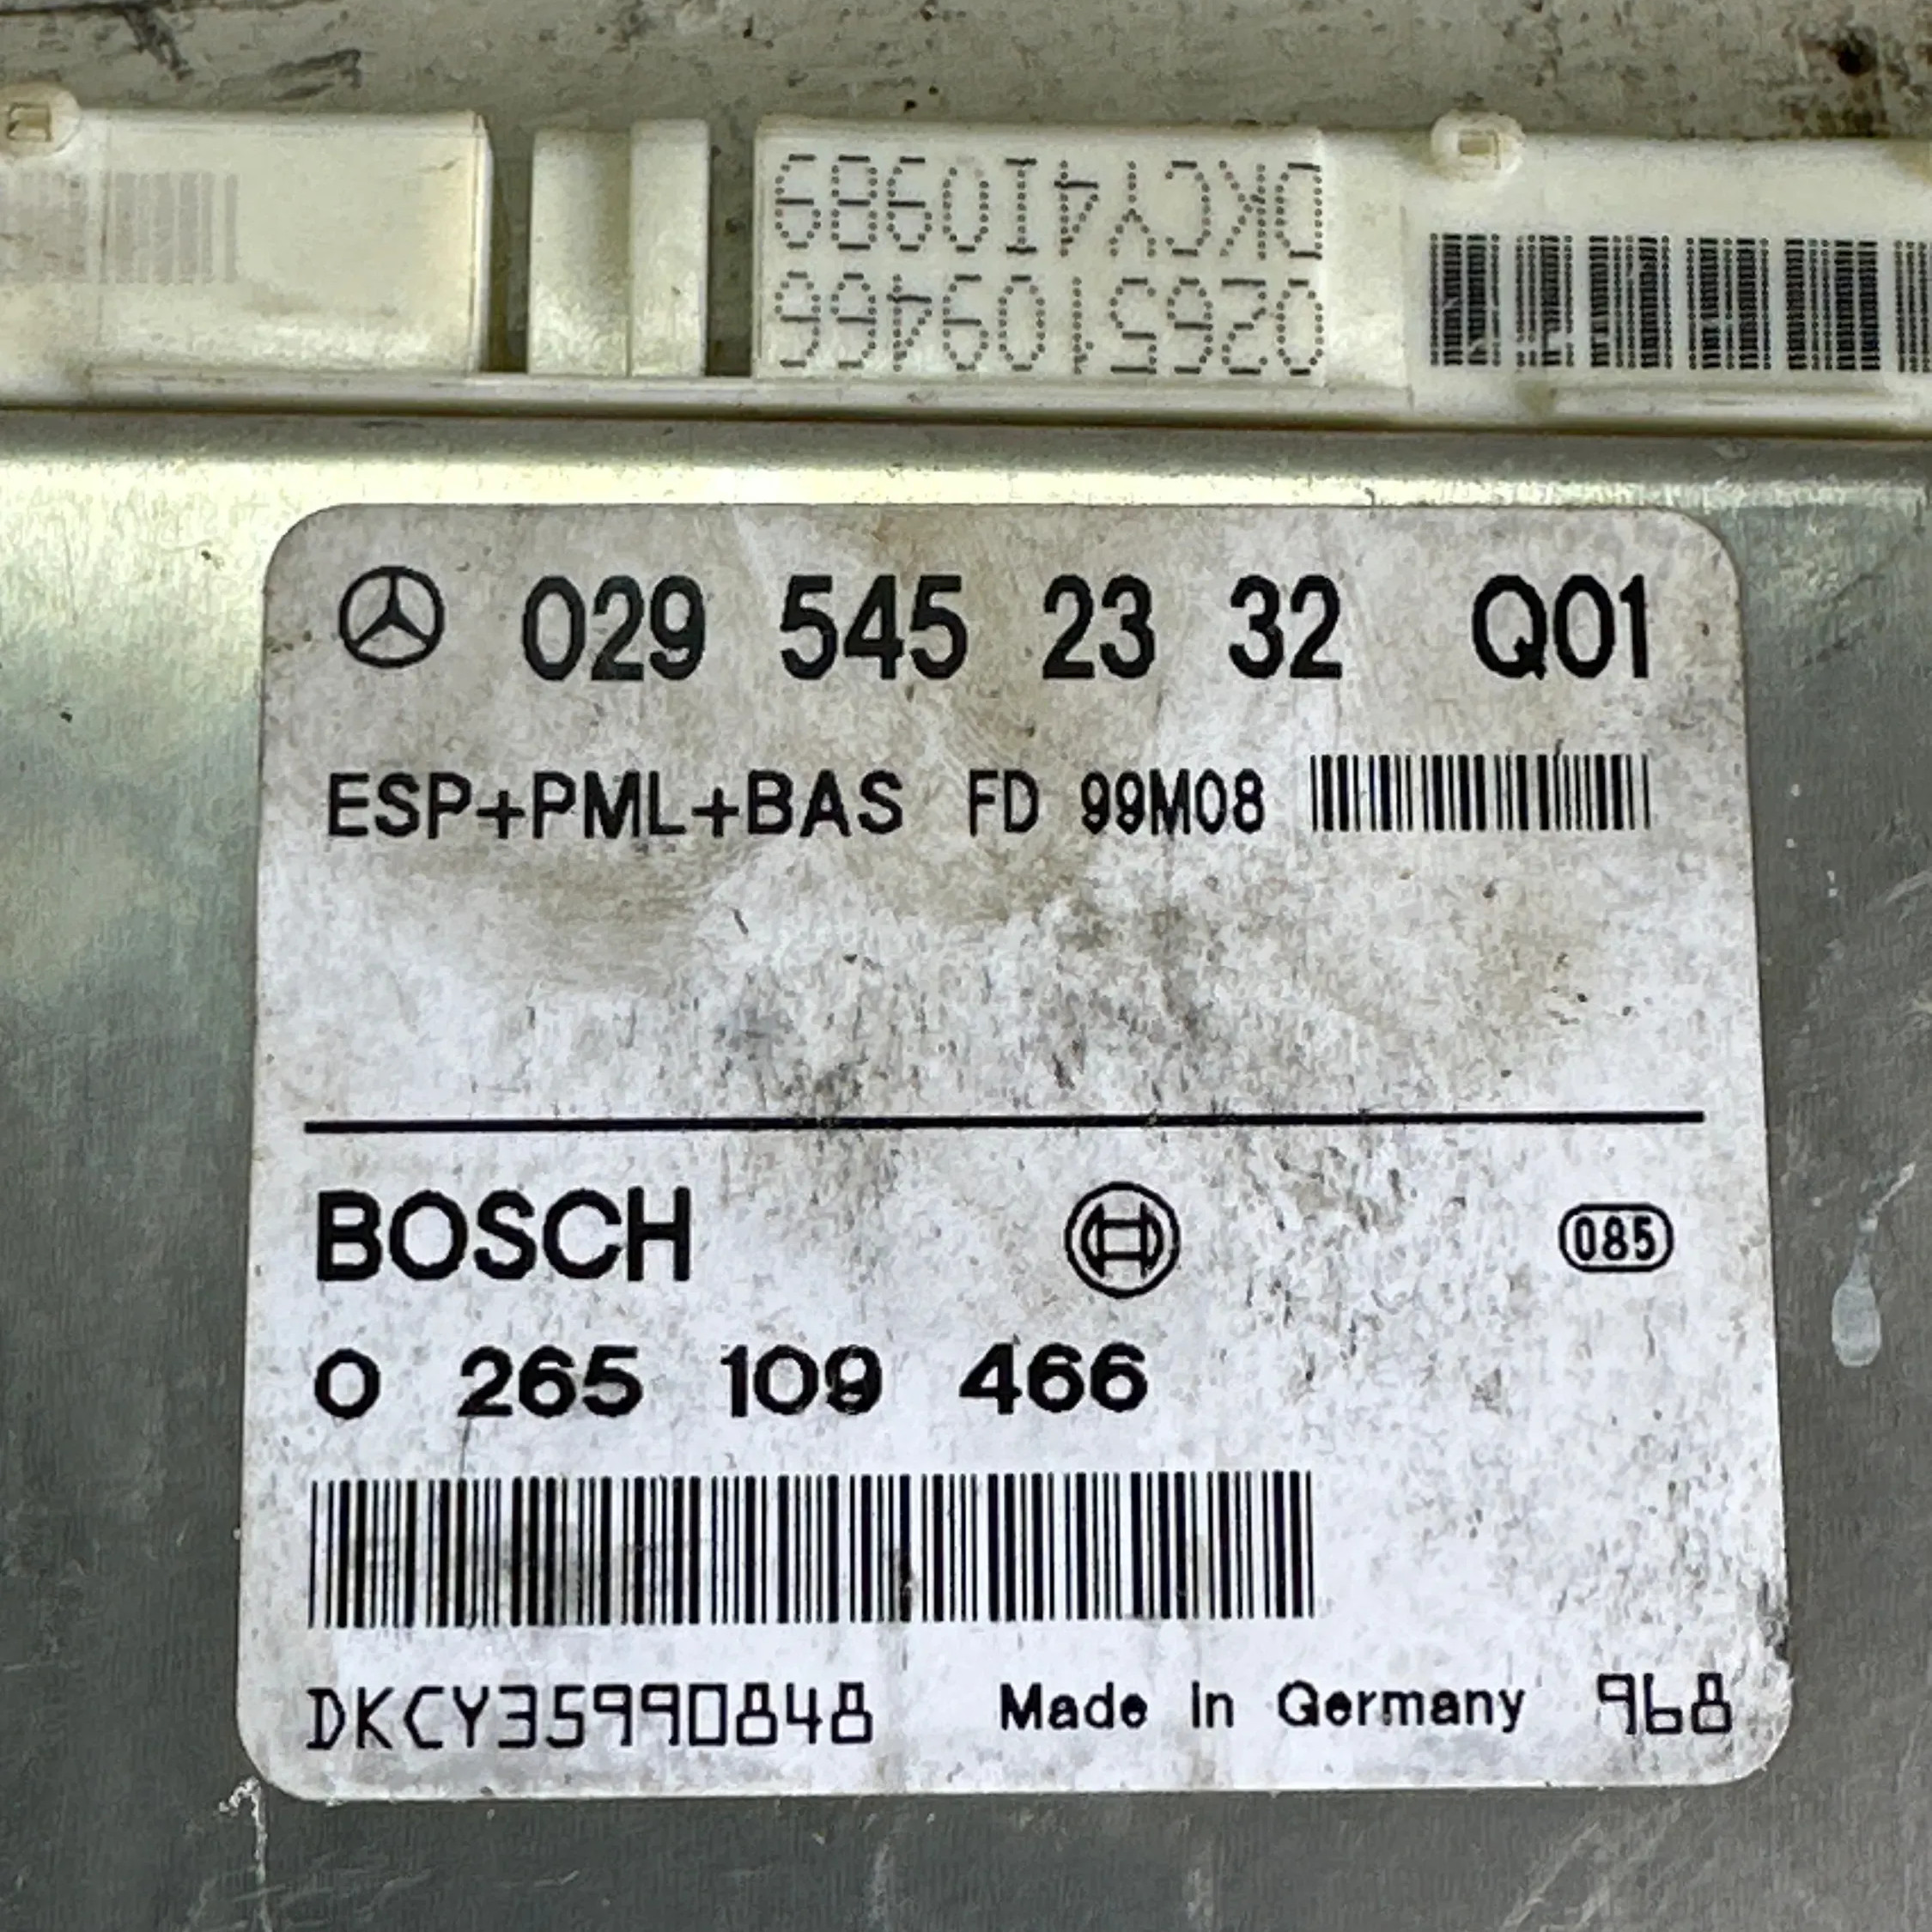 0265109466
DKCY4I0989
029 545 23 32 Q01
ESP+PML+BAS FD 99M08
BOSCH
085
0 265 109 466
DKCY35990848 Made in Germany 968